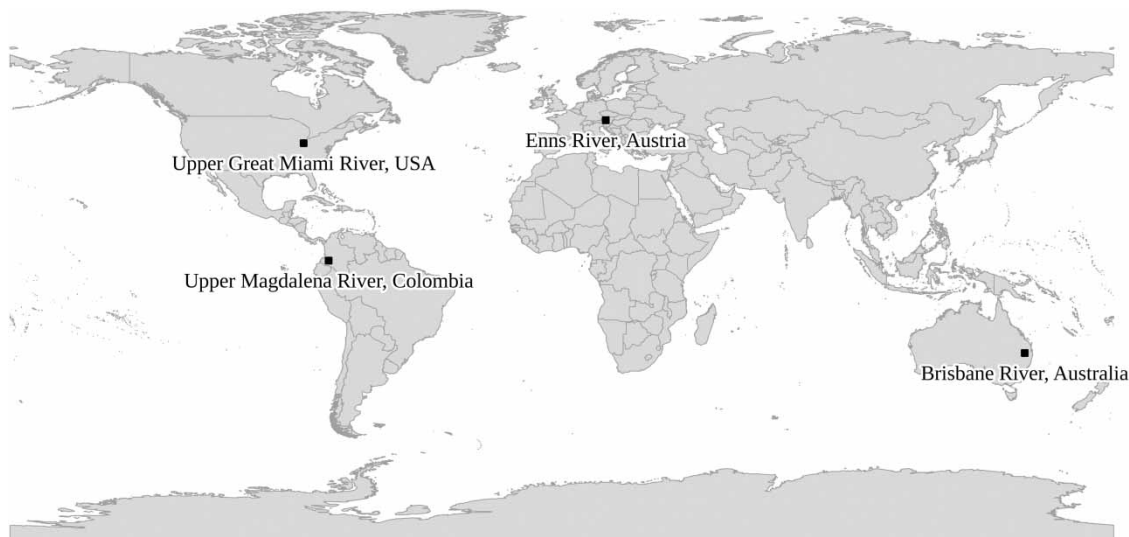 Enns River, Austria
Upper Great Miami River, USA
Upper Magdalena River, Colombia
Brisbane River, Australia